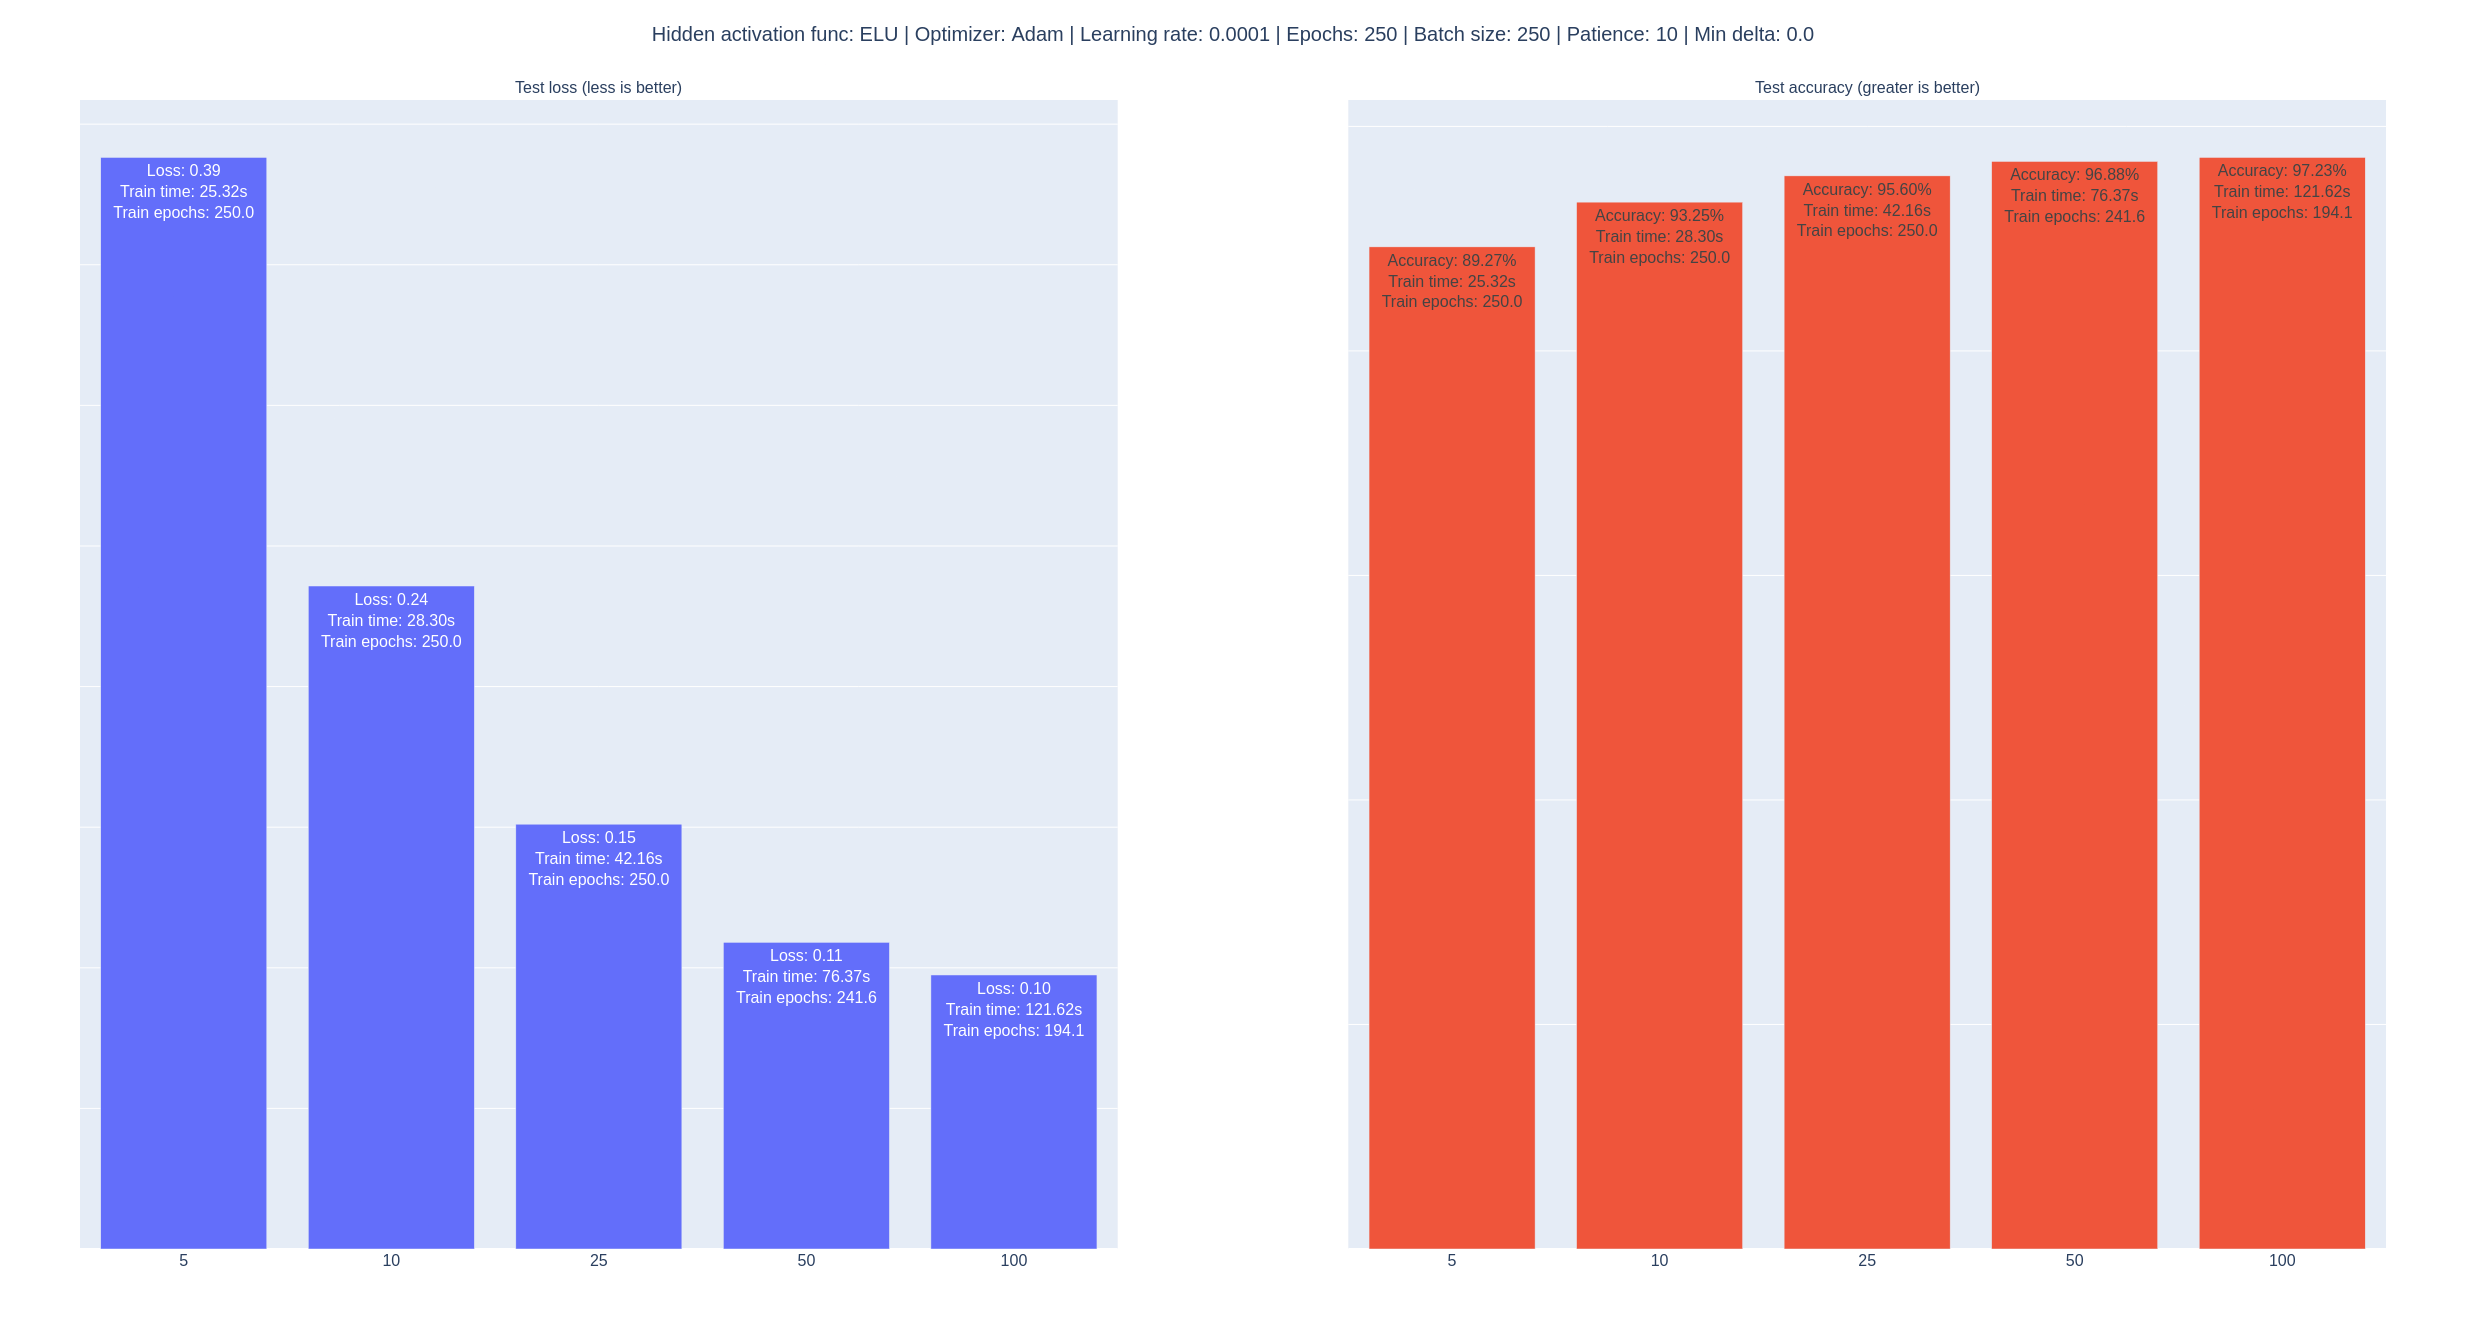 Hidden activation func: ELU | Optimizer: Adam | Learning rate: 0.0001 | Epochs: 250 | Batch size: 250 | Patience: 10 | Min delta: 0.0
Test loss (less is better)
Loss: 0.39
Train time: 25.32s
Train epochs: 250.0
Loss: 0.24
Train time: 28.30s
Train epochs: 250.0
Loss: 0.15
Train time: 42.16s
Train epochs: 250.0
Loss: 0.11
Train time: 76.37s
Train epochs: 241.6
Loss: 0.10
Train time: 121.62s
Train epochs: 194.1
5
10
25
50
100
Test accuracy (greater is better)
Accuracy: 89.27%
Train time: 25.32s
Train epochs: 250.0
Accuracy: 93.25%
Train time: 28.30s
Train epochs: 250.0
Accuracy: 95.60%
Train time: 42.16s
Train epochs: 250.0
Accuracy: 96.88%
Train time: 76.37s
Train epochs: 241.6
Accuracy: 97.23%
Train time: 121.62s
Train epochs: 194.1
5
10
25
50
100